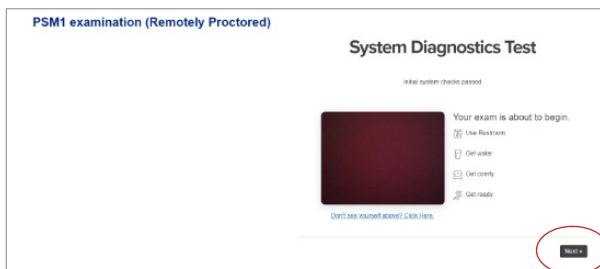 PSM1 examination (Remotely Proctored)
System Diagnostics Test
Initial system checks passed
Your exam is about to begin.
Use Restroom.
Get water.
Get comfy.
Get ready.
Don't see yourself above? Click Here.
Next »